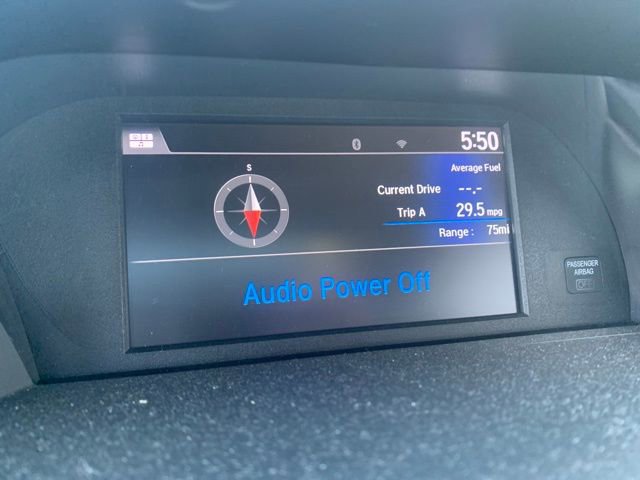 5:50
S
Average Fuel
Current Drive --.-
Trip A 29.5 mpg
Range : 75mi
Audio Power Off
PASSENGER
AIRBAG
OFF